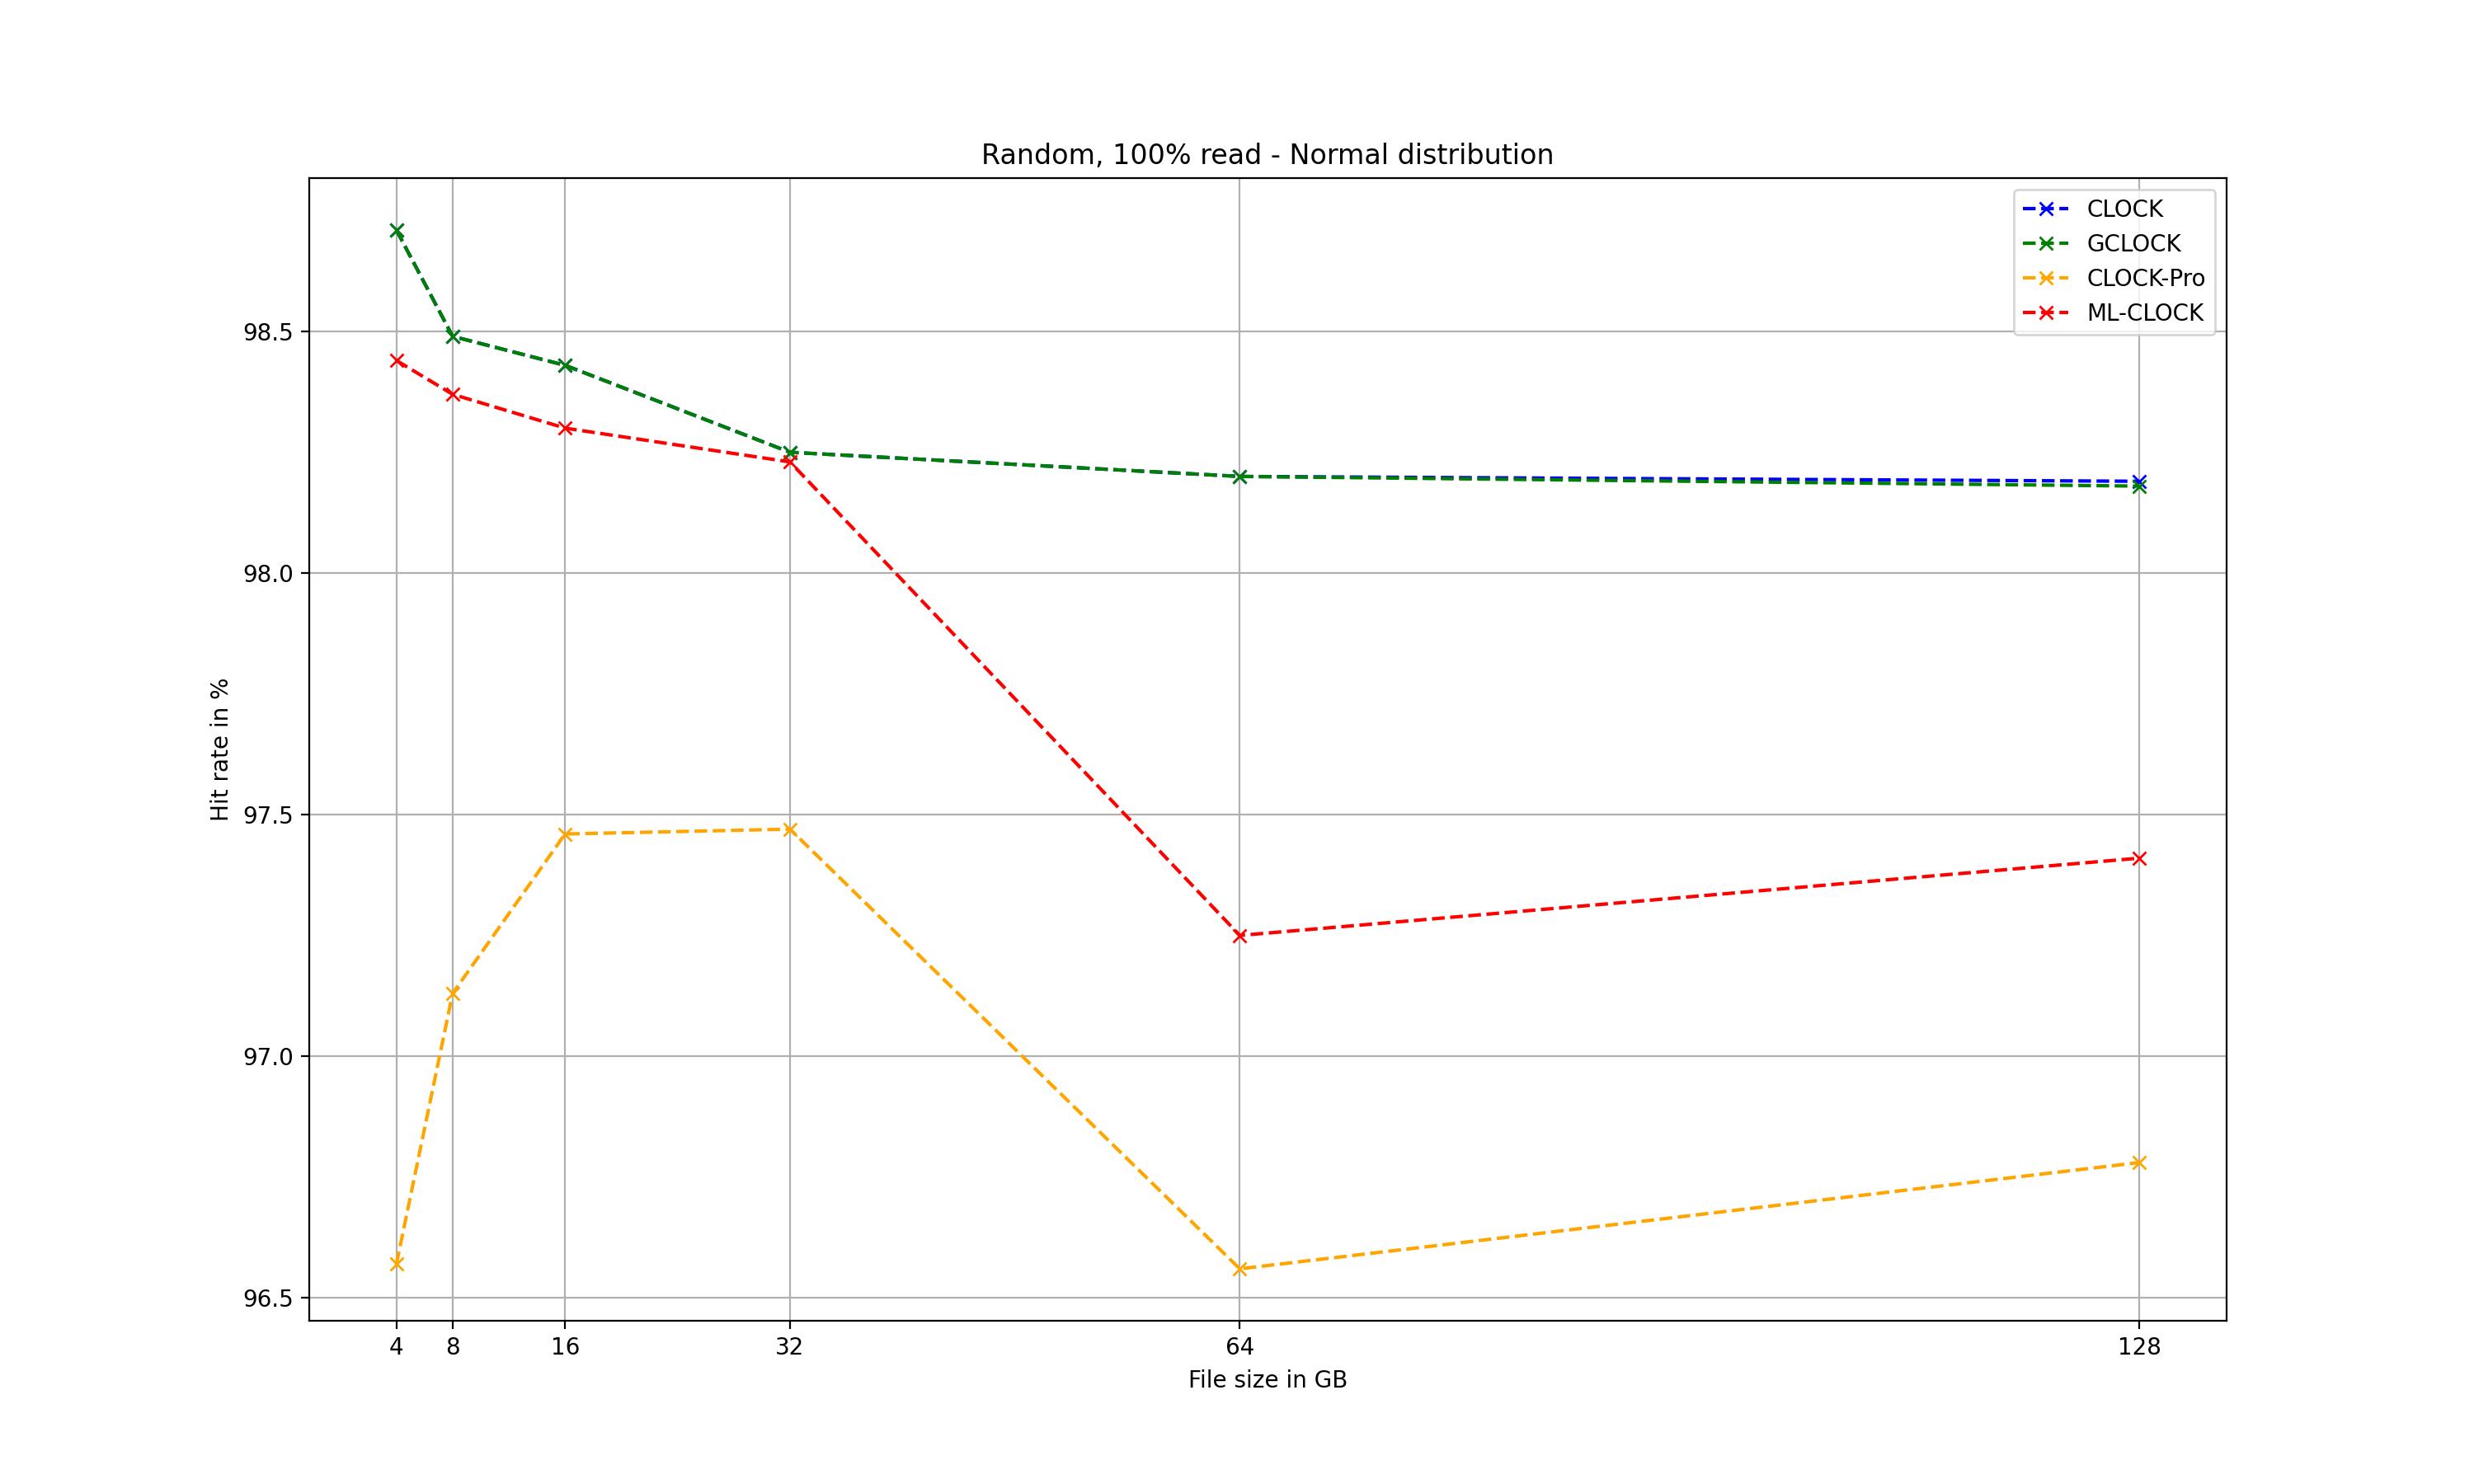 Random, 100% read - Normal distribution
CLOCK
GCLOCK
CLOCK-Pro
ML-CLOCK
Hit rate in %
98.5
98.0
97.5
97.0
96.5
4 8 16 32 64 128
File size in GB